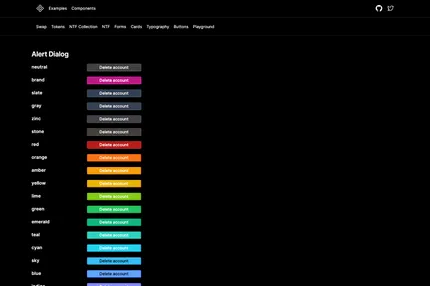 Examples Components
Swap Tokens NTF Collection NTF Forms Cards Typography Buttons Playground
Alert Dialog
neutral Delete account
brand Delete account
slate Delete account
gray Delete account
zinc Delete account
stone Delete account
red Delete account
orange Delete account
amber Delete account
yellow Delete account
lime Delete account
green Delete account
emerald Delete account
teal Delete account
cyan Delete account
sky Delete account
blue Delete account